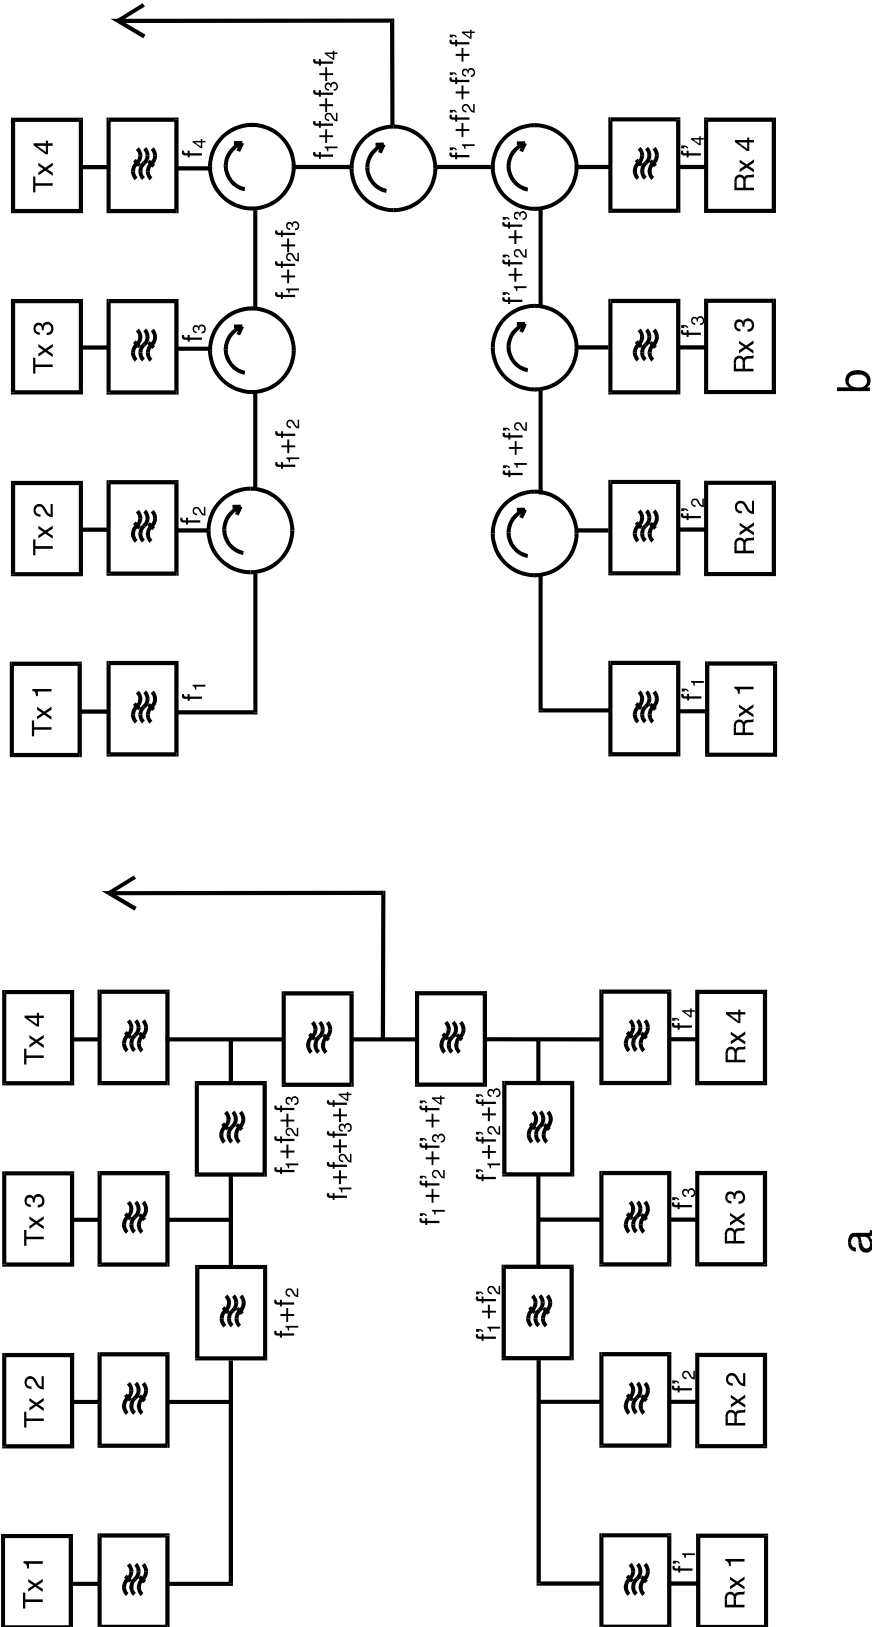 Tx 1
Tx 2
Tx 3
Tx 4
f₁+f₂
f₁+f₂+f₃
f₁+f₂+f₃+f₄
f'₁+f'₂+f'₃+f'₄
f'₁+f'₂
f'₁+f'₂+f'₃
f'₁
f'₂
f'₃
f'₄
Rx 1
Rx 2
Rx 3
Rx 4
a
Tx 1
Tx 2
Tx 3
Tx 4
f₁
f₂
f₃
f₄
f₁+f₂
f₁+f₂+f₃
f₁+f₂+f₃+f₄
f'₁+f'₂+f'₃+f'₄
f'₁+f'₂
f'₁+f'₂+f'₃
f'₁
f'₂
f'₃
f'₄
Rx 1
Rx 2
Rx 3
Rx 4
b